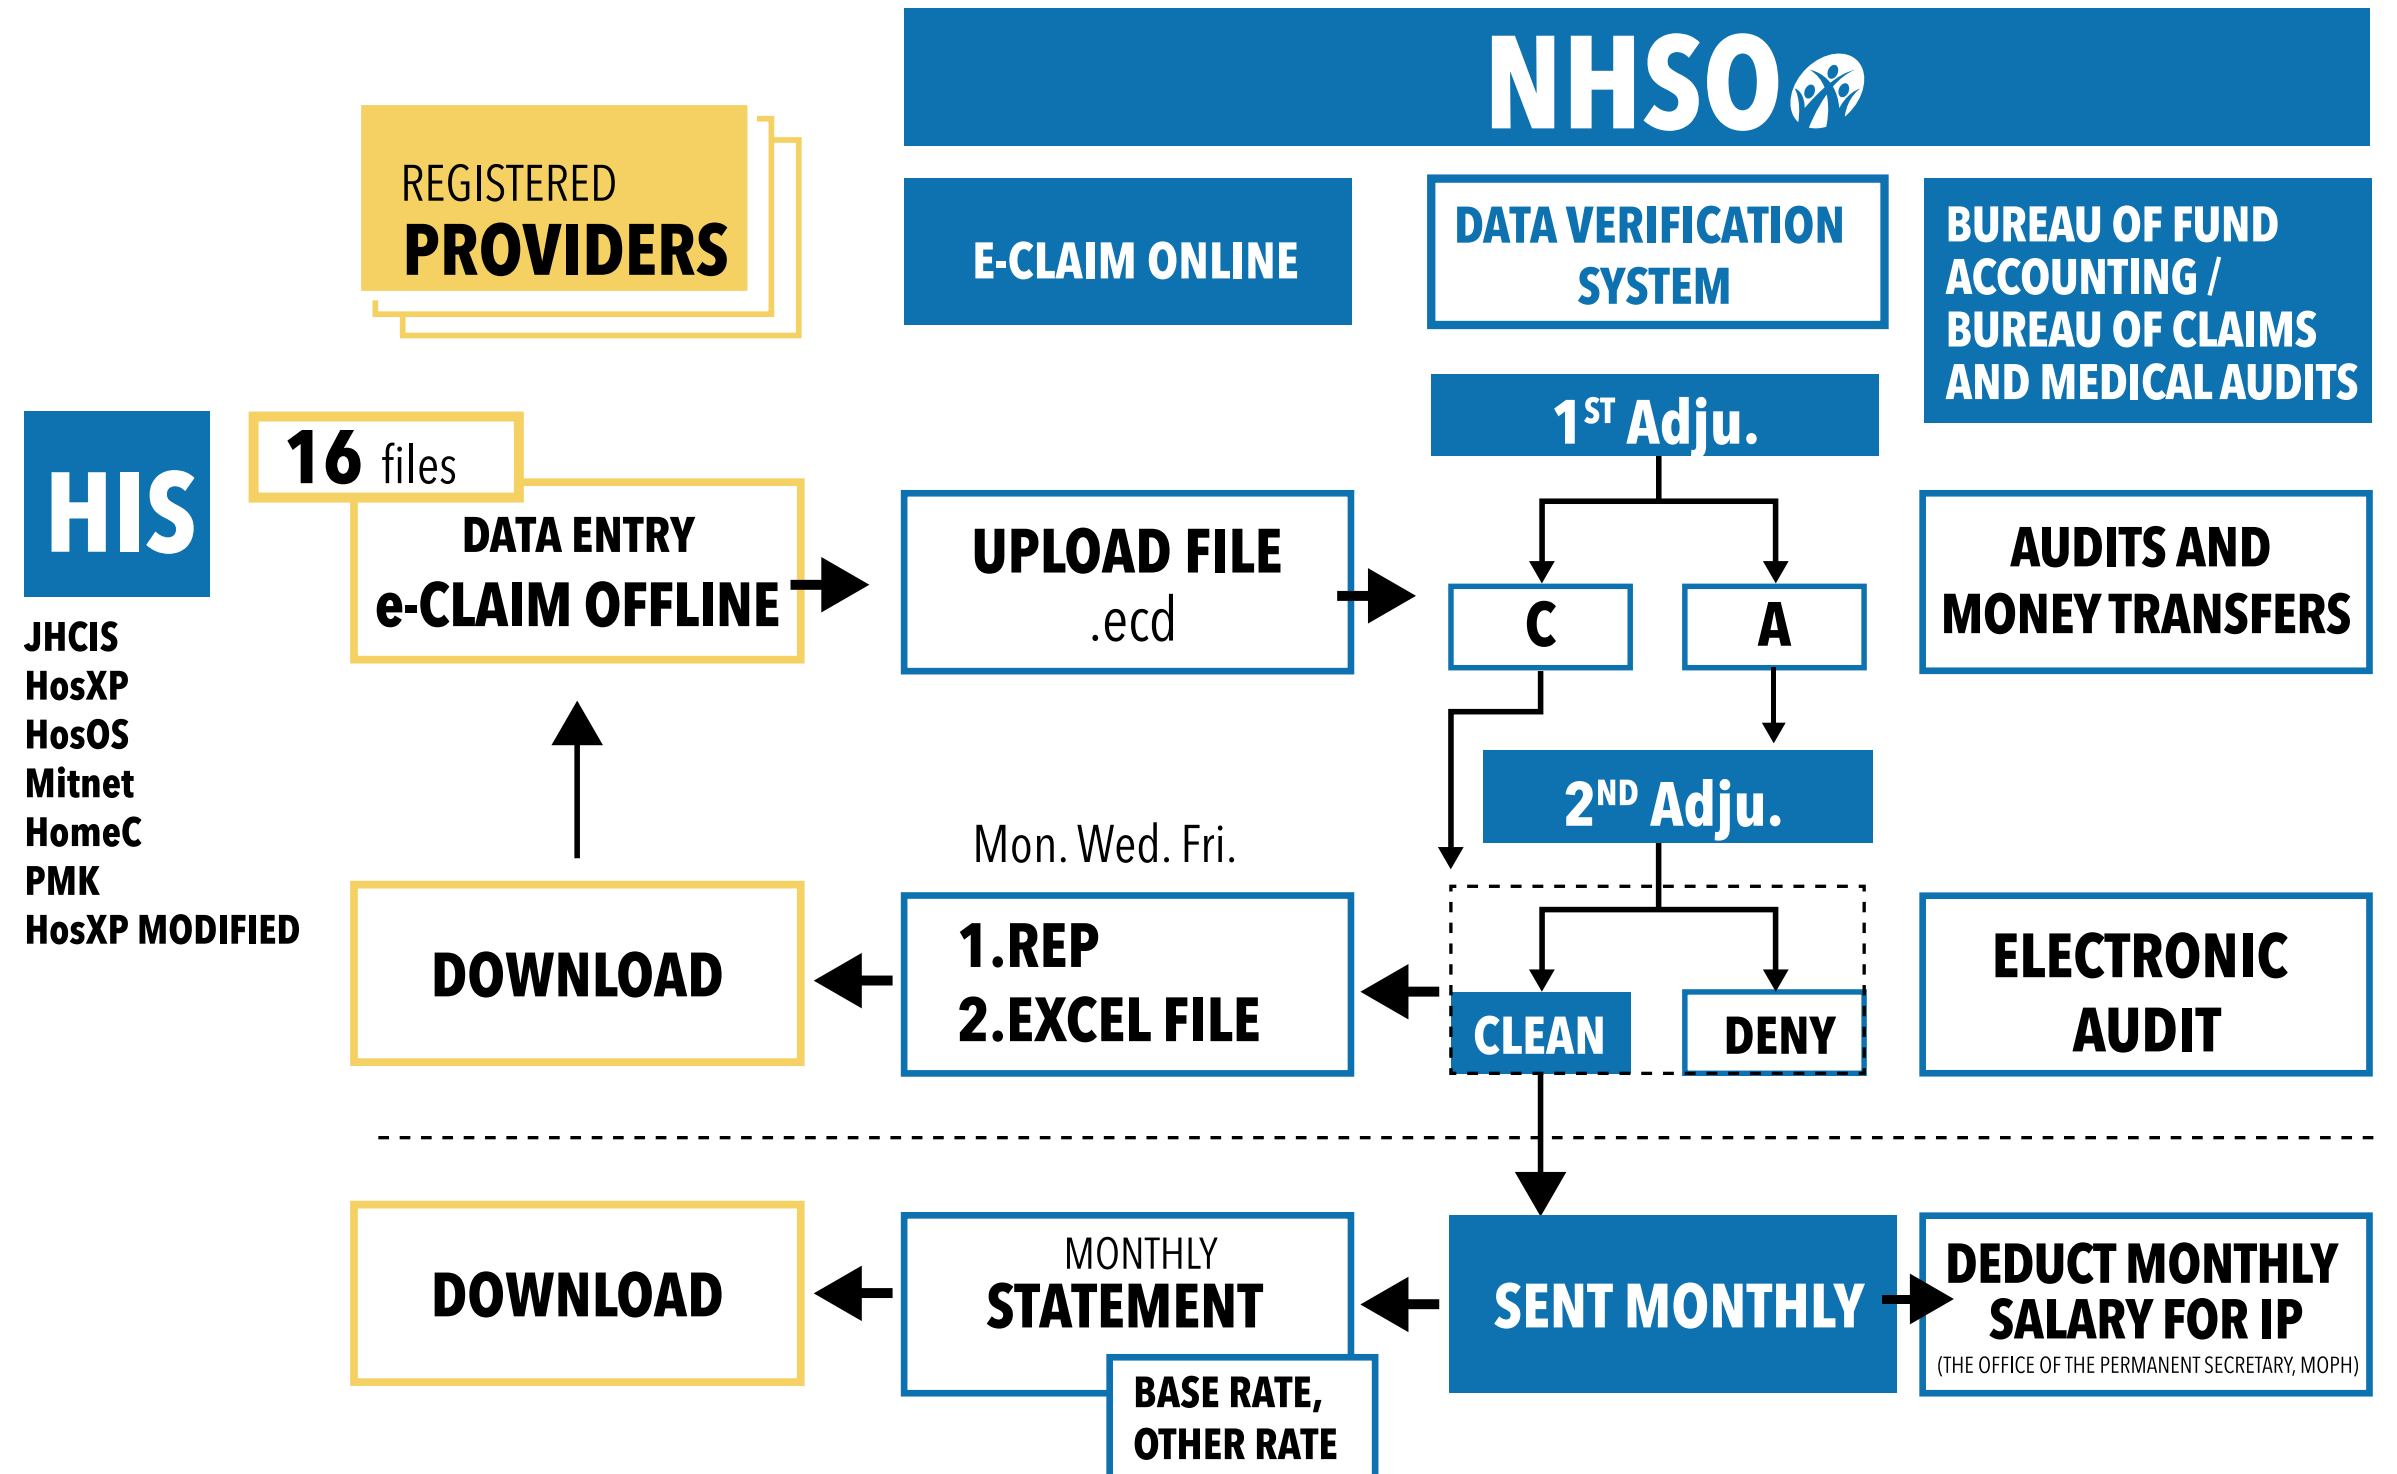 NHSO
REGISTERED
PROVIDERS
E-CLAIM ONLINE
DATA VERIFICATION
SYSTEM
BUREAU OF FUND
ACCOUNTING /
BUREAU OF CLAIMS
AND MEDICAL AUDITS
HIS
JHCIS
HosXP
HosOS
Mitnet
HomeC
PMK
HosXP MODIFIED
16 files
DATA ENTRY
e-CLAIM OFFLINE
UPLOAD FILE
.ecd
1ST Adju.
C
A
AUDITS AND
MONEY TRANSFERS
2ND Adju.
Mon. Wed. Fri.
DOWNLOAD
1.REP
2.EXCEL FILE
CLEAN
DENY
ELECTRONIC
AUDIT
DOWNLOAD
MONTHLY
STATEMENT
BASE RATE,
OTHER RATE
SENT MONTHLY
DEDUCT MONTHLY
SALARY FOR IP
(THE OFFICE OF THE PERMANENT SECRETARY, MOPH)